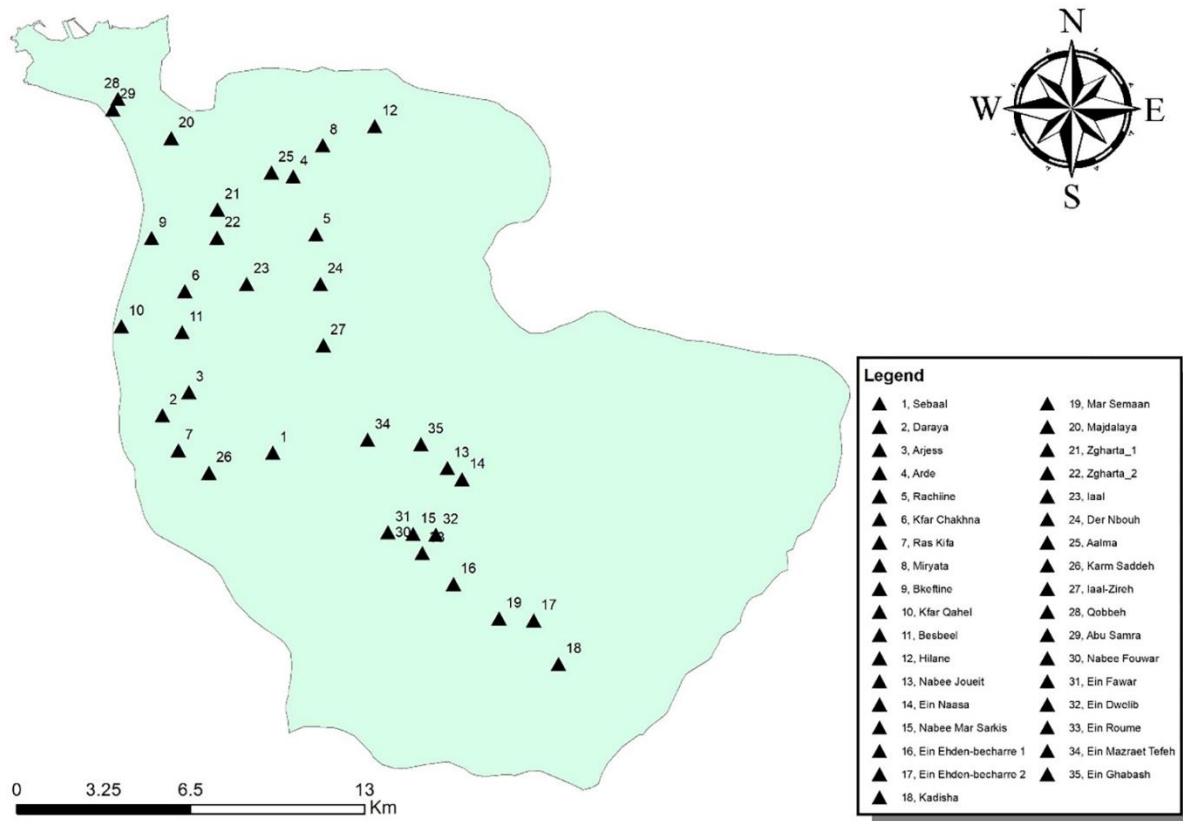 N
W
E
S
28
29
20
12
8
25
4
21
9
22
5
6
23
24
10
11
27
3
2
7
26
1
34
35
13
14
31
30
15
32
16
19
17
18
0
3.25
6.5
13
Km
Legend
1, Sebaal
2, Daraya
3, Arjess
4, Arde
5, Rachiine
6, Kfar Chakhna
7, Ras Kifa
8, Miryata
9, Bkeftine
10, Kfar Qahel
11, Besbeel
12, Hilane
13, Nabee Joueit
14, Ein Naasa
15, Nabee Mar Sarkis
16, Ein Ehden-becharre 1
17, Ein Ehden-becharre 2
18, Kadisha
19, Mar Semaan
20, Majdalaya
21, Zgharta_1
22, Zgharta_2
23, Iaal
24, Der Nbouh
25, Aalma
26, Karm Saddeh
27, Iaal-Zireh
28, Qobbeh
29, Abu Samra
30, Nabee Fouwar
31, Ein Fawar
32, Ein Dwelib
33, Ein Roume
34, Ein Mazraet Tefeh
35, Ein Ghabash